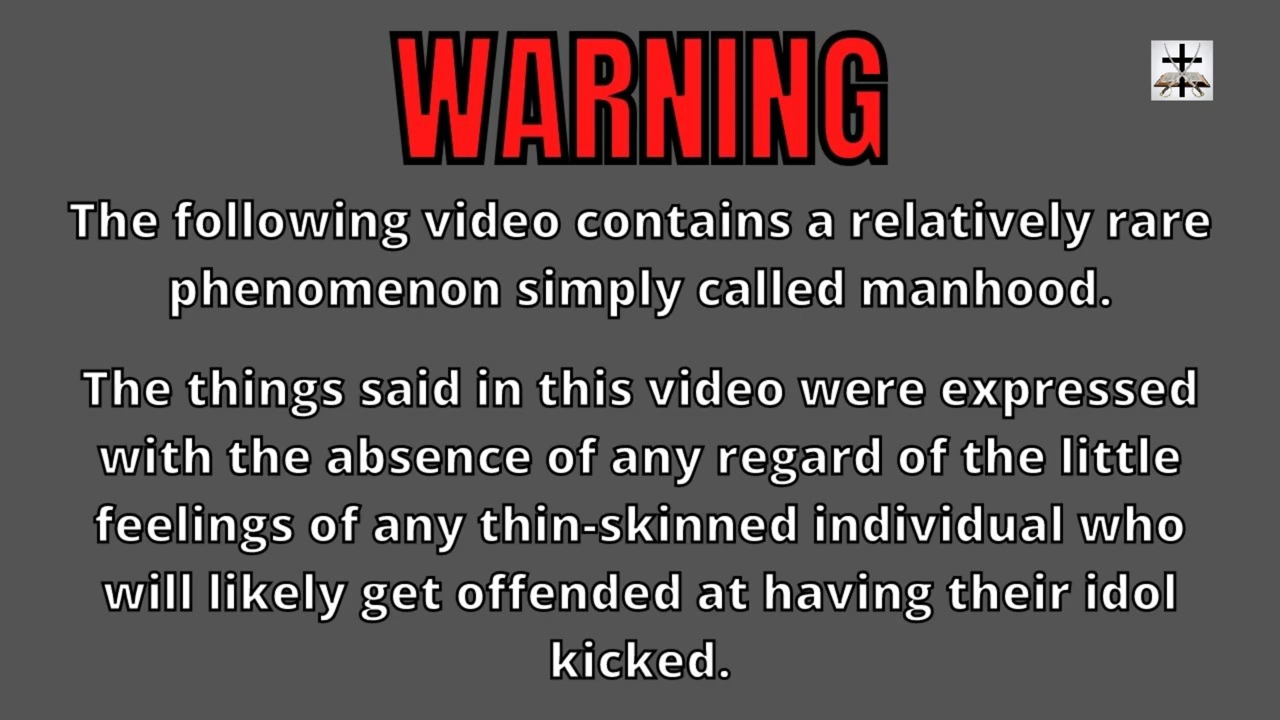 WARNING
The following video contains a relatively rare
phenomenon simply called manhood.
The things said in this video were expressed
with the absence of any regard of the little
feelings of any thin-skinned individual who
will likely get offended at having their idol
kicked.